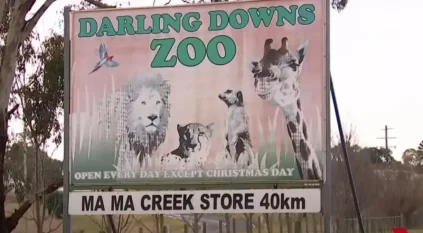 DARLING DOWNS
ZOO
OPEN EVERY DAY EXCEPT CHRISTMAS DAY
MA MA CREEK STORE 40km